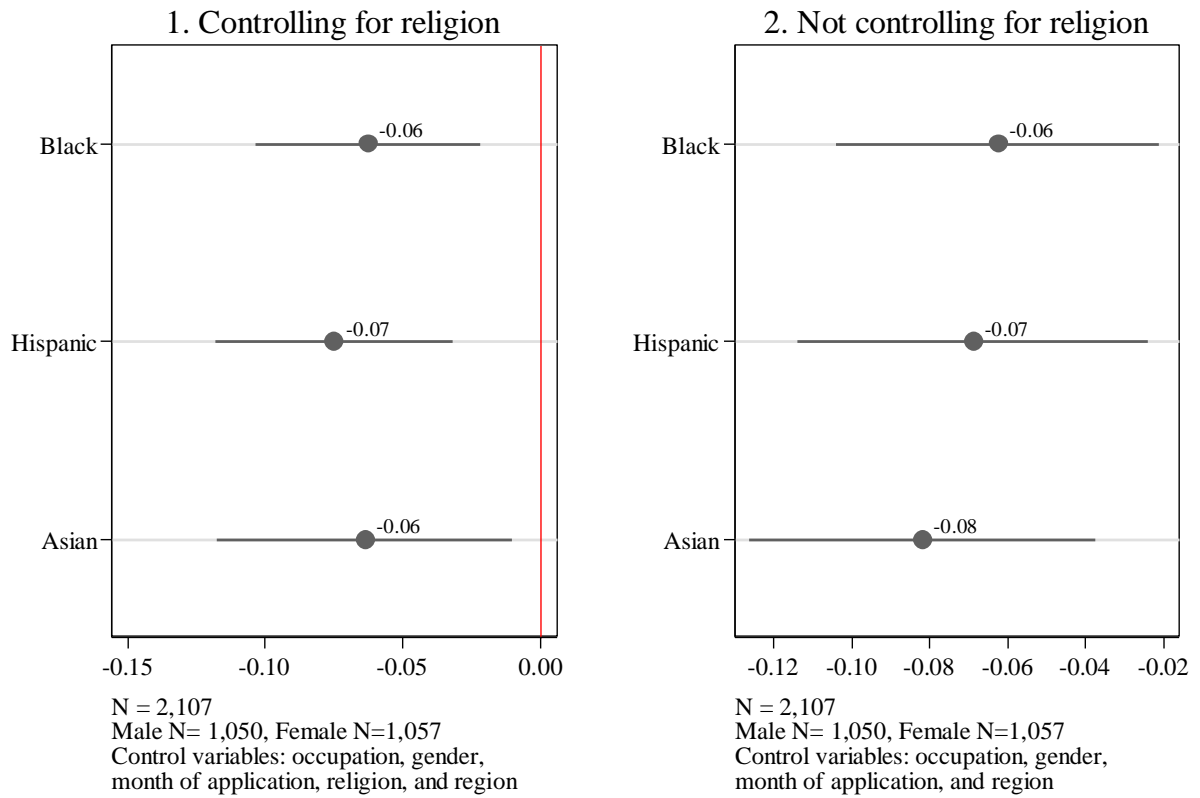 1. Controlling for religion
Black
-0.06
Hispanic
-0.07
Asian
-0.06
-0.15 -0.10 -0.05 0.00
N = 2,107
Male N= 1,050, Female N=1,057
Control variables: occupation, gender,
month of application, religion, and region
2. Not controlling for religion
Black
-0.06
Hispanic
-0.07
Asian
-0.08
-0.12 -0.10 -0.08 -0.06 -0.04 -0.02
N = 2,107
Male N= 1,050, Female N=1,057
Control variables: occupation, gender,
month of application, and region